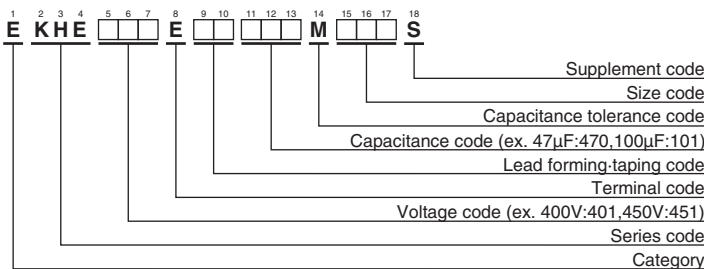 1 2 3 4 5 6 7 8 9 10 11 12 13 14 15 16 17 18
E KHE E M S
Supplement code
Size code
Capacitance tolerance code
Capacitance code (ex. 47μF:470,100μF:101)
Lead forming·taping code
Terminal code
Voltage code (ex. 400V:401,450V:451)
Series code
Category